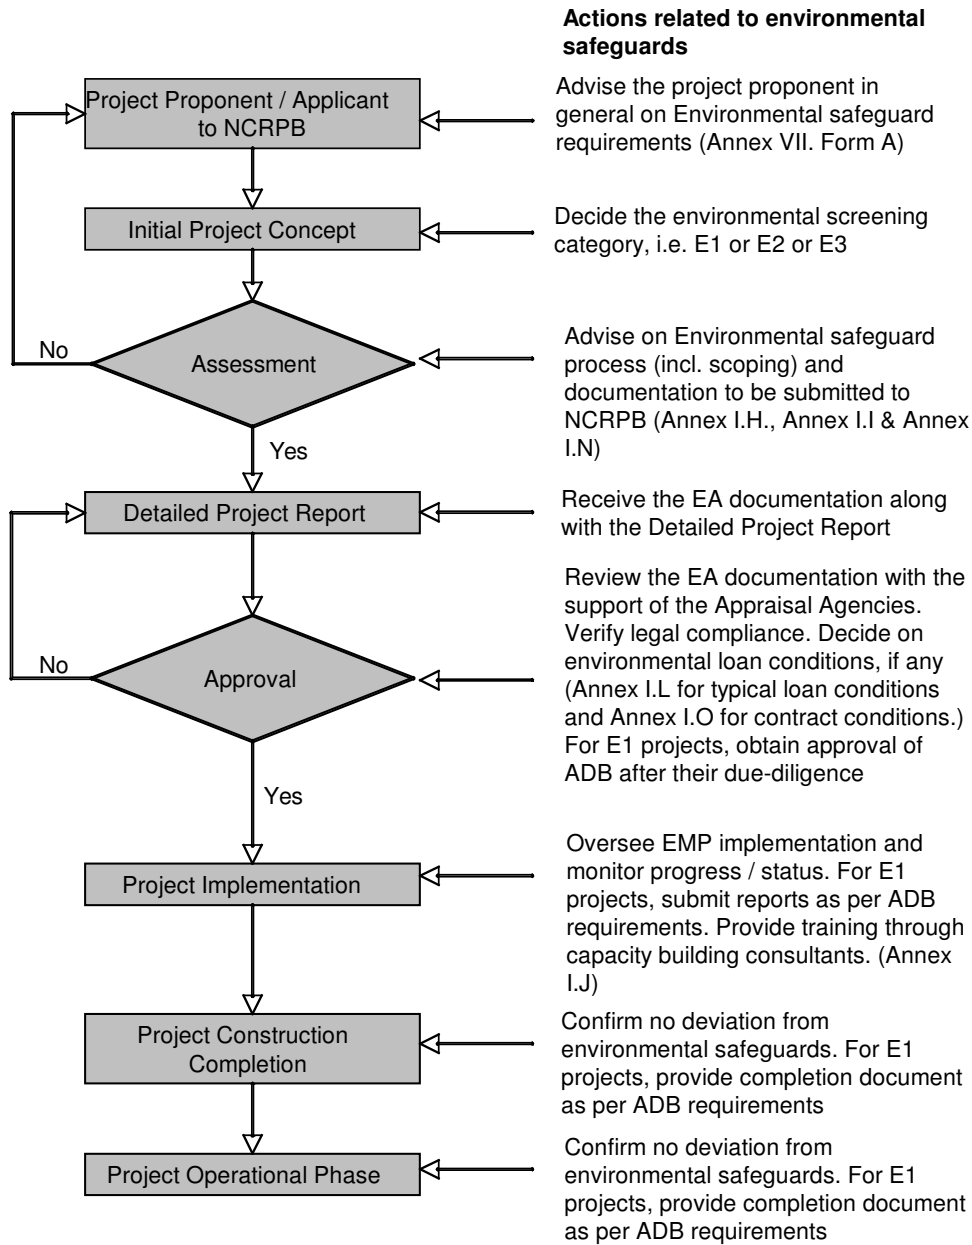 Actions related to environmental
safeguards
Project Proponent / Applicant
to NCRPB
Advise the project proponent in
general on Environmental safeguard
requirements (Annex VII. Form A)
Initial Project Concept
Decide the environmental screening
category, i.e. E1 or E2 or E3
No
Assessment
Advise on Environmental safeguard
process (incl. scoping) and
documentation to be submitted to
NCRPB (Annex I.H., Annex I.I & Annex
I.N)
Yes
Detailed Project Report
Receive the EA documentation along
with the Detailed Project Report
No
Approval
Review the EA documentation with the
support of the Appraisal Agencies.
Verify legal compliance. Decide on
environmental loan conditions, if any
(Annex I.L for typical loan conditions
and Annex I.O for contract conditions.)
For E1 projects, obtain approval of
ADB after their due-diligence
Yes
Project Implementation
Oversee EMP implementation and
monitor progress / status. For E1
projects, submit reports as per ADB
requirements. Provide training through
capacity building consultants. (Annex
I.J)
Project Construction
Completion
Confirm no deviation from
environmental safeguards. For E1
projects, provide completion document
as per ADB requirements
Project Operational Phase
Confirm no deviation from
environmental safeguards. For E1
projects, provide completion document
as per ADB requirements